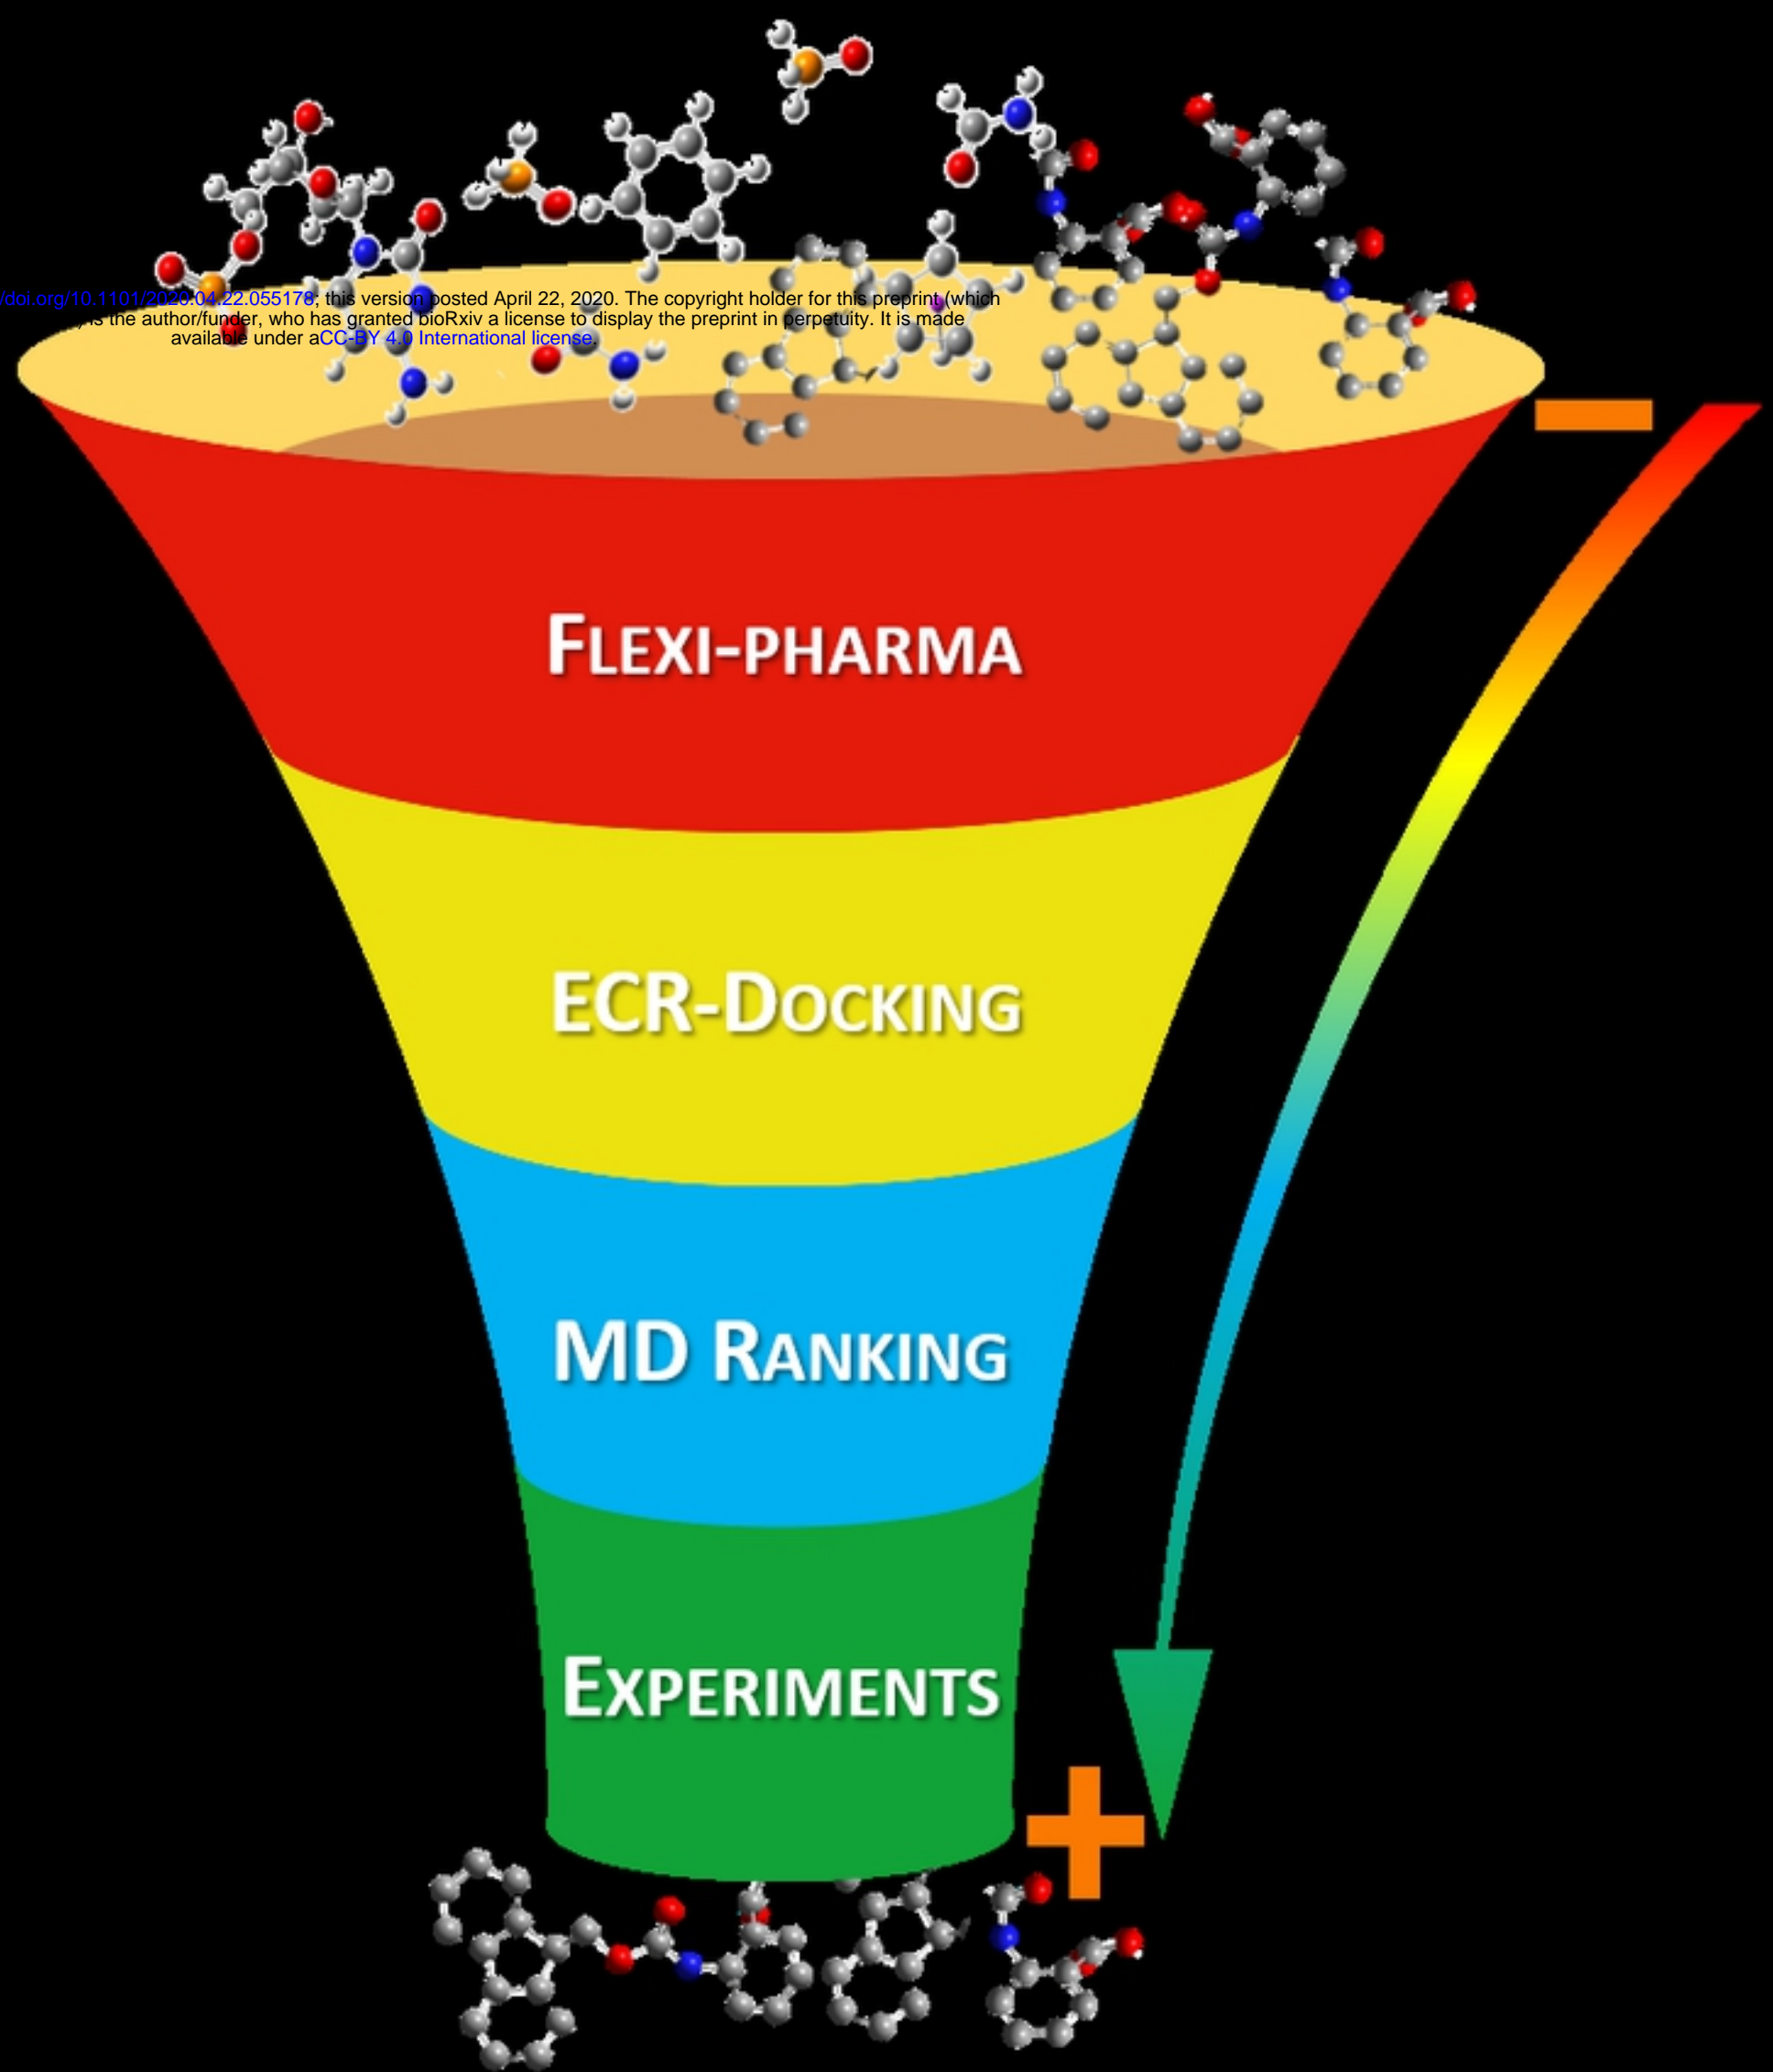 /doi.org/10.1101/2020.04.22.055178; this version posted April 22, 2020. The copyright holder for this preprint (which
is the author/funder, who has granted bioRxiv a license to display the preprint in perpetuity. It is made
available under aCC-BY 4.0 International license.
FLEXI-PHARMA
ECR-DOCKING
MD RANKING
EXPERIMENTS